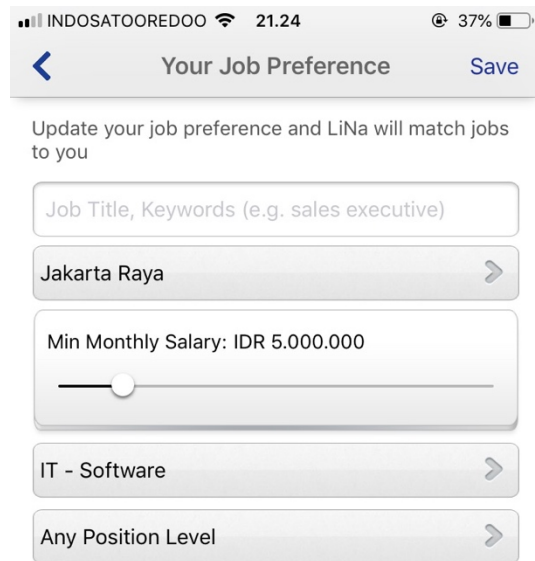 INDOSATOOREDOO 21.24 37%
Your Job Preference Save
Update your job preference and LiNa will match jobs
to you
Job Title, Keywords (e.g. sales executive)
Jakarta Raya
Min Monthly Salary: IDR 5.000.000
IT - Software
Any Position Level